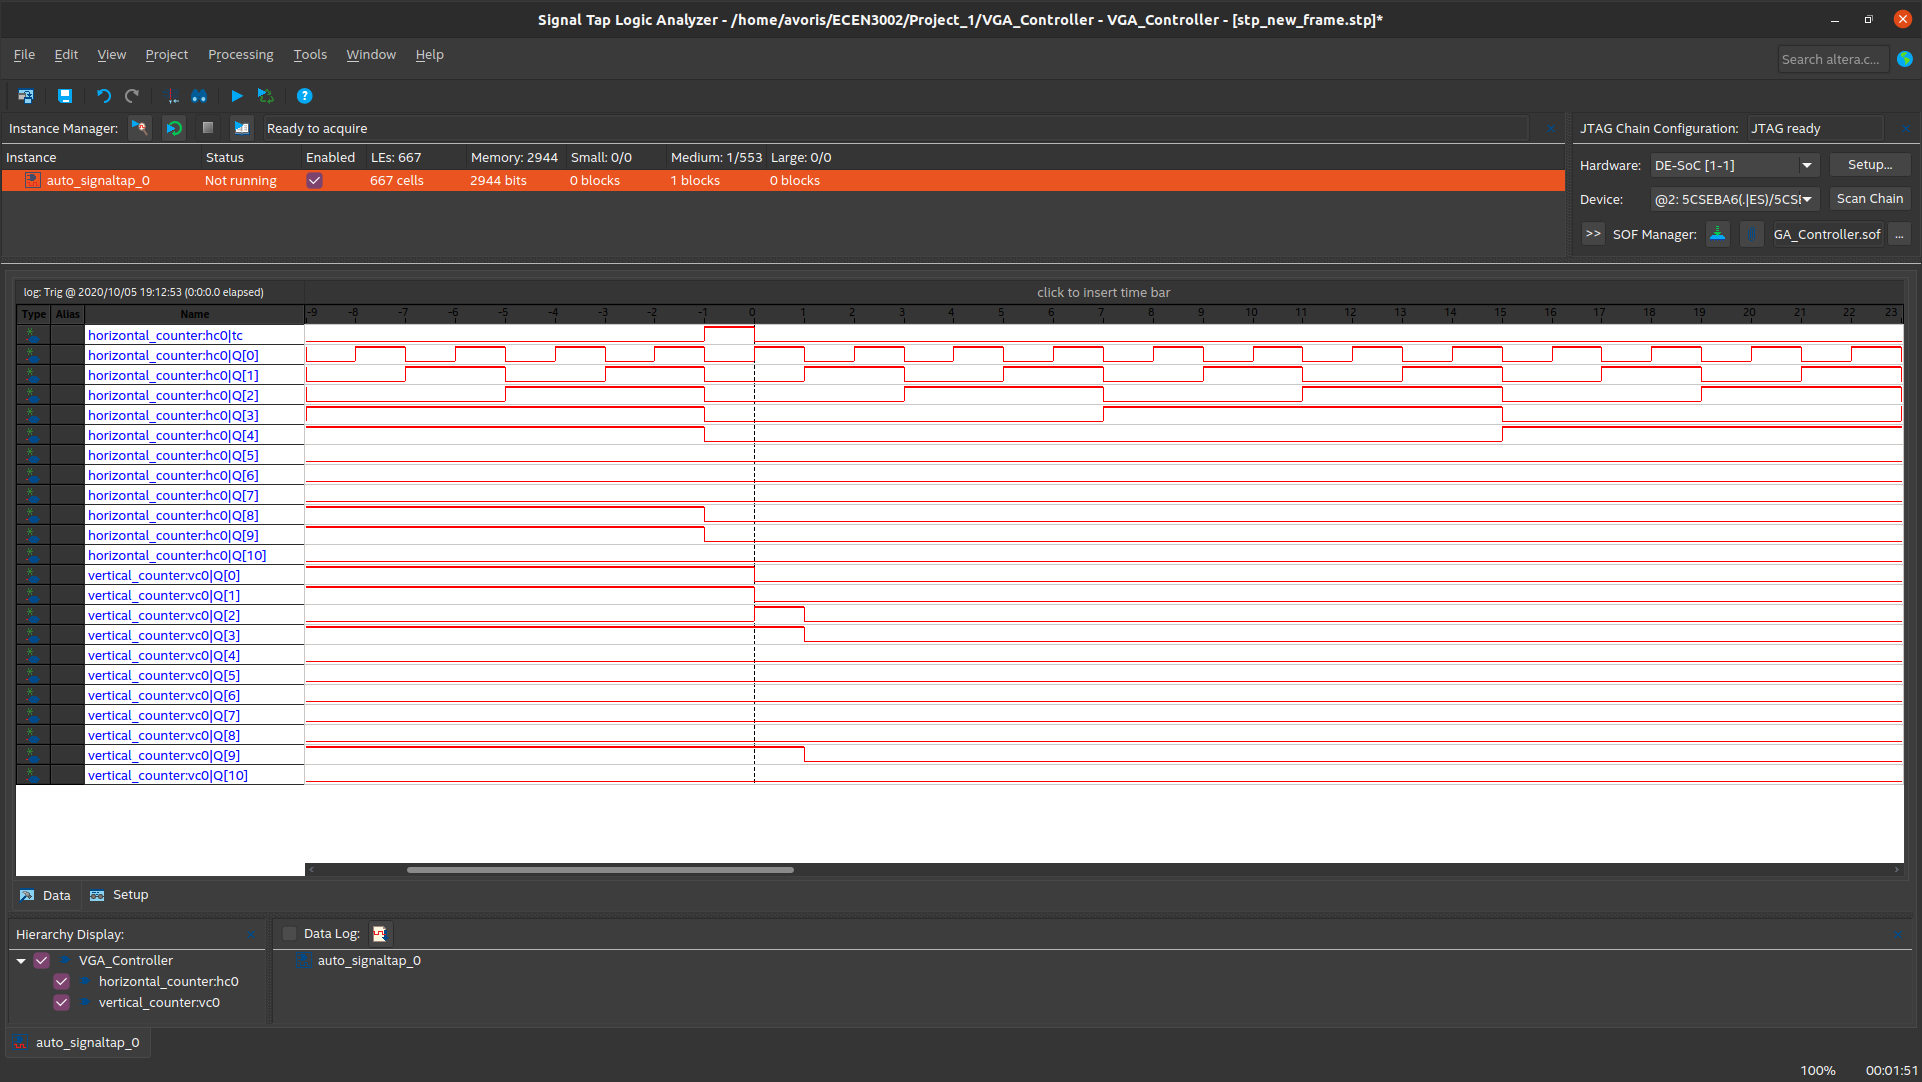 Signal Tap Logic Analyzer - /home/avoris/ECEN3002/Project_1/VGA_Controller - VGA_Controller - [stp_new_frame.stp]*
File Edit View Project Processing Tools Window Help
Search altera.c...
Instance Manager: Ready to acquire
JTAG Chain Configuration: JTAG ready
Instance Status Enabled LEs: 667 Memory: 2944 Small: 0/0 Medium: 1/553 Large: 0/0
auto_signaltap_0 Not running 667 cells 2944 bits 0 blocks 1 blocks 0 blocks
Hardware: DE-SoC [1-1] Setup...
Device: @2: 5CSEBA6(.|ES)/5CSE Scan Chain
>> SOF Manager: GA_Controller.sof ...
log: Trig @ 2020/10/05 19:12:53 (0:0:0.0 elapsed) click to insert time bar
Type Alias Name -9 -8 -7 -6 -5 -4 -3 -2 -1 0 1 2 3 4 5 6 7 8 9 10 11 12 13 14 15 16 17 18 19 20 21 22 23
horizontal_counter:hc0|tc
horizontal_counter:hc0|Q[0]
horizontal_counter:hc0|Q[1]
horizontal_counter:hc0|Q[2]
horizontal_counter:hc0|Q[3]
horizontal_counter:hc0|Q[4]
horizontal_counter:hc0|Q[5]
horizontal_counter:hc0|Q[6]
horizontal_counter:hc0|Q[7]
horizontal_counter:hc0|Q[8]
horizontal_counter:hc0|Q[9]
horizontal_counter:hc0|Q[10]
vertical_counter:vc0|Q[0]
vertical_counter:vc0|Q[1]
vertical_counter:vc0|Q[2]
vertical_counter:vc0|Q[3]
vertical_counter:vc0|Q[4]
vertical_counter:vc0|Q[5]
vertical_counter:vc0|Q[6]
vertical_counter:vc0|Q[7]
vertical_counter:vc0|Q[8]
vertical_counter:vc0|Q[9]
vertical_counter:vc0|Q[10]
Data Setup
Hierarchy Display:
VGA_Controller
horizontal_counter:hc0
vertical_counter:vc0
Data Log:
auto_signaltap_0
auto_signaltap_0
100% 00:01:51